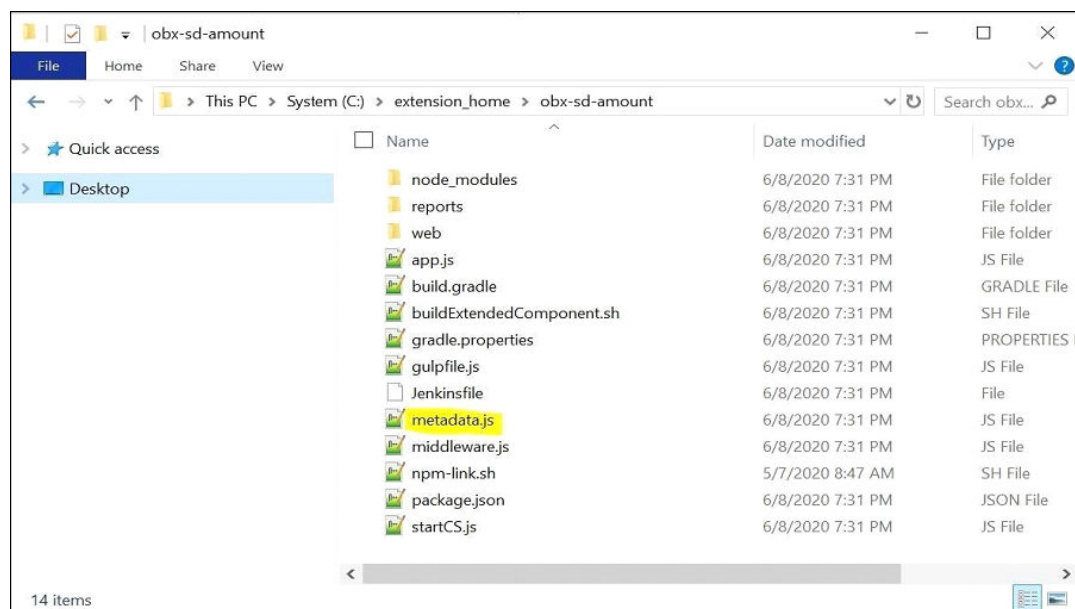 obx-sd-amount
File Home Share View
This PC > System (C:) > extension_home > obx-sd-amount Search obx...
Quick access
Desktop
Name Date modified Type
node_modules 6/8/2020 7:31 PM File folder
reports 6/8/2020 7:31 PM File folder
web 6/8/2020 7:31 PM File folder
app.js 6/8/2020 7:31 PM JS File
build.gradle 6/8/2020 7:31 PM GRADLE File
buildExtendedComponent.sh 6/8/2020 7:31 PM SH File
gradle.properties 6/8/2020 7:31 PM PROPERTIES
gulpfile.js 6/8/2020 7:31 PM JS File
Jenkinsfile 6/8/2020 7:31 PM File
metadata.js 6/8/2020 7:31 PM JS File
middleware.js 6/8/2020 7:31 PM JS File
npm-link.sh 5/7/2020 8:47 AM SH File
package.json 6/8/2020 7:31 PM JSON File
startCS.js 6/8/2020 7:31 PM JS File
14 items